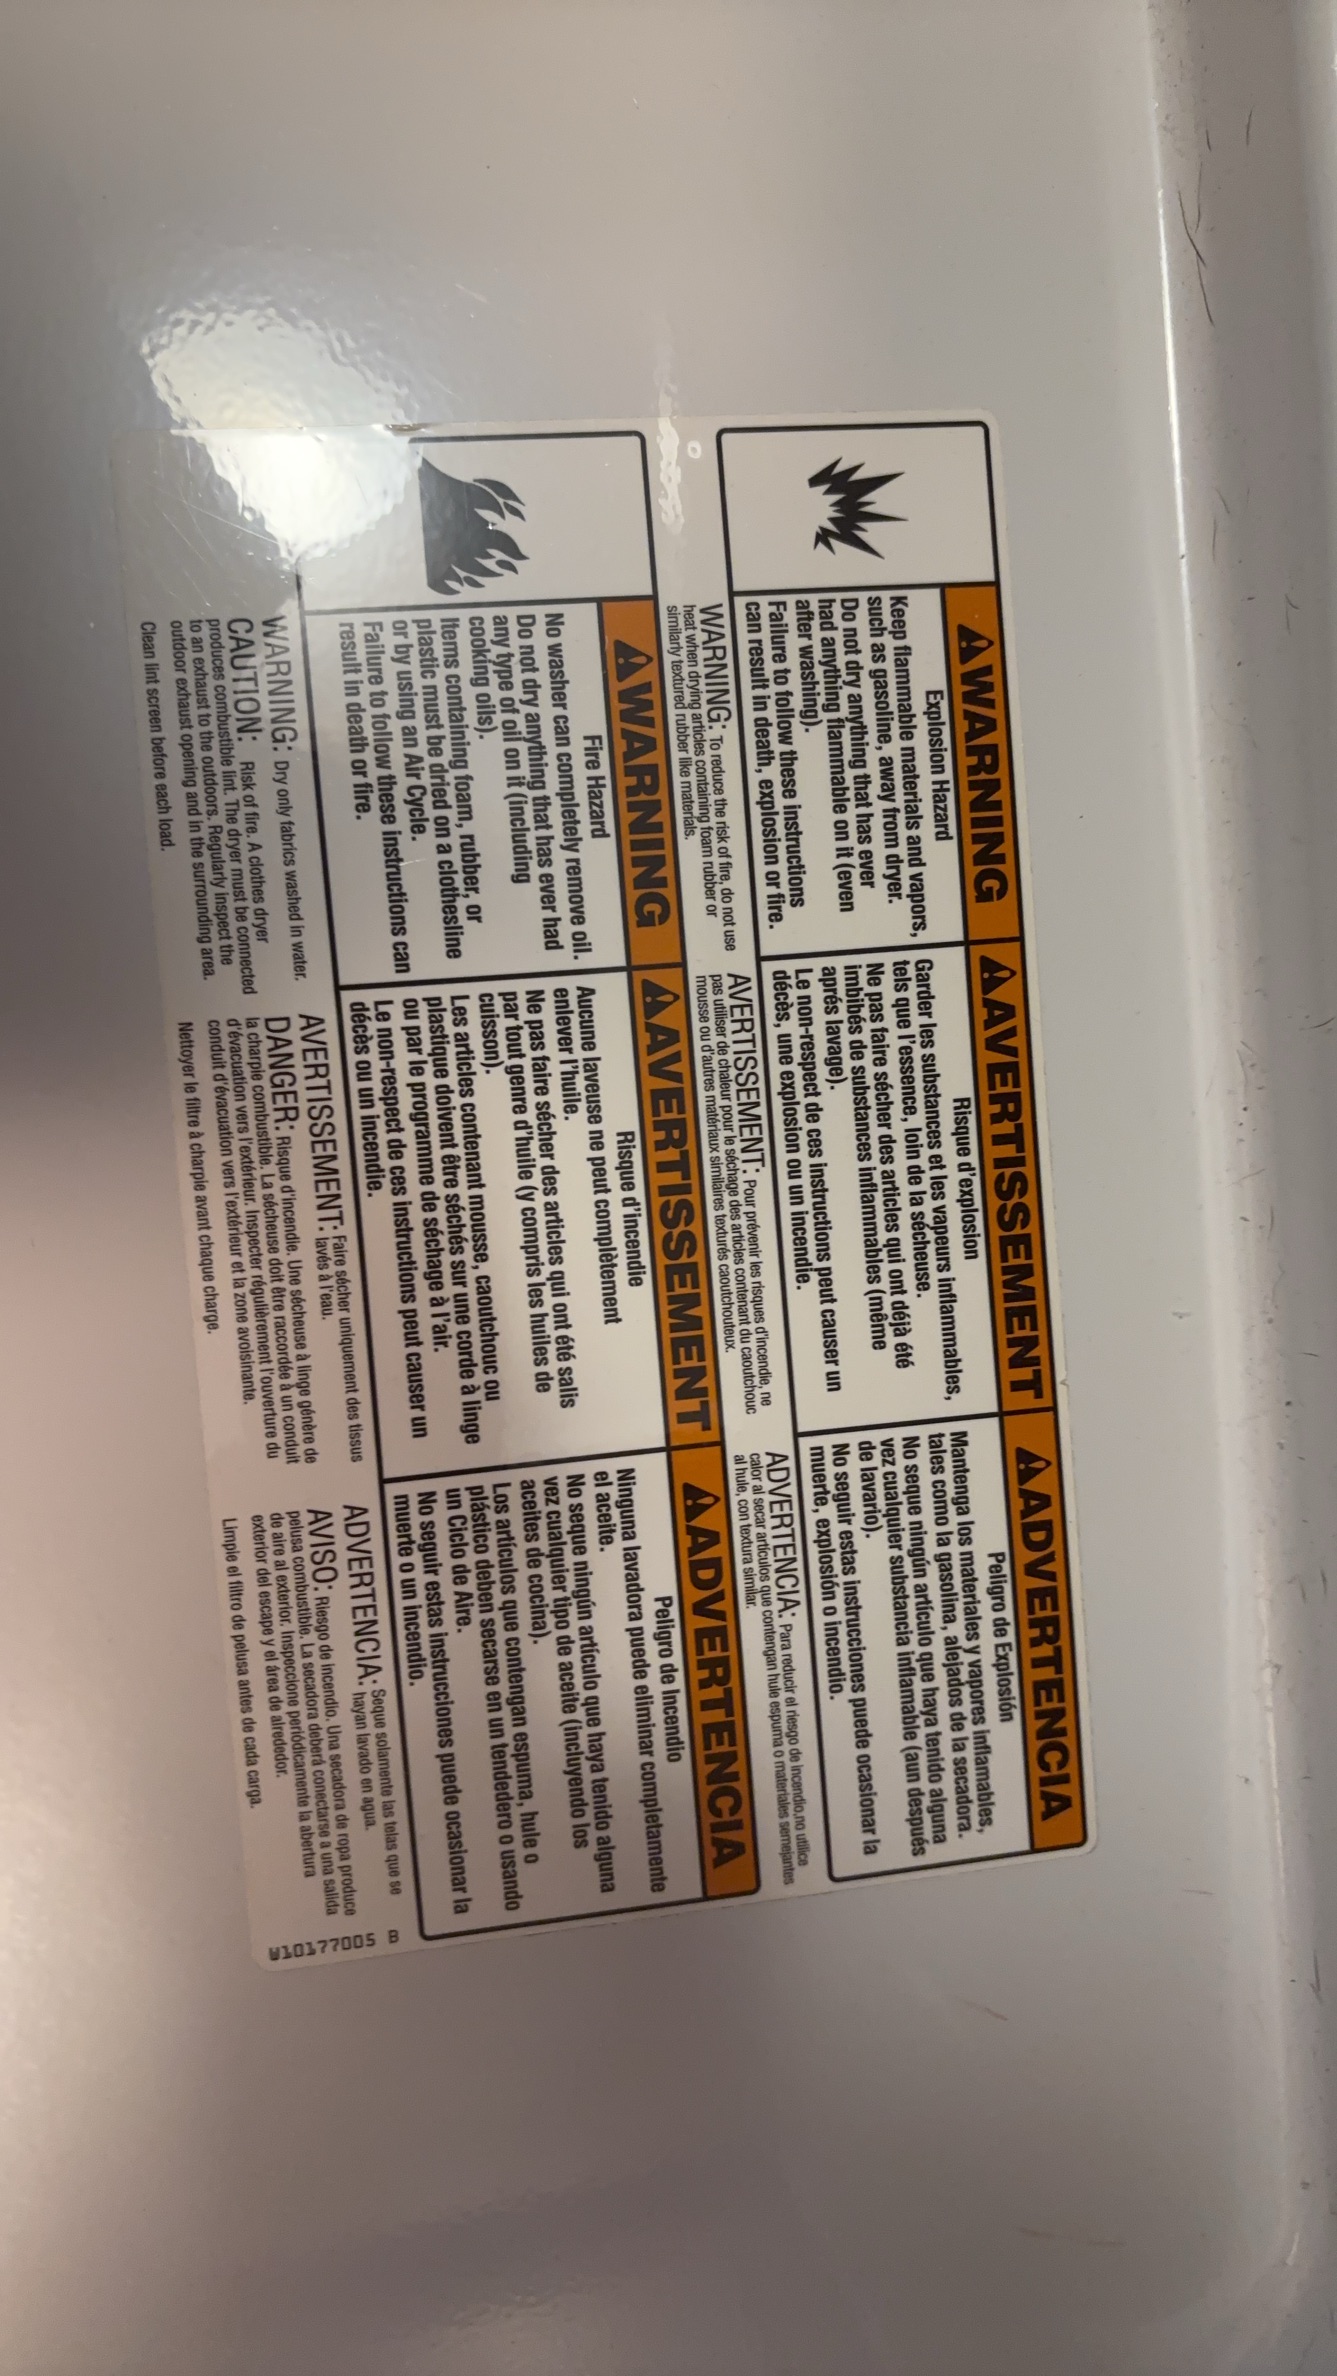 ⚠WARNING
Explosion Hazard
Keep flammable materials and vapors,
such as gasoline, away from dryer.
Do not dry anything that has ever
had anything flammable on it (even
after washing).
Failure to follow these instructions
can result in death, explosion or fire.
⚠AVERTISSEMENT
Risque d'explosion
Garder les substances et les vapeurs inflammables,
tels que l'essence, loin de la sécheuse.
Ne pas faire sécher des articles qui ont déjà été
imbibés de substances inflammables (même
aprés lavage).
Le non-respect de ces instructions peut causer un
décès, une explosion ou un incendie.
⚠ADVERTENCIA
Peligro de Explosión
Mantenga los materiales y vapores inflamables,
tales como la gasolina, alejados de la secadora.
No seque ningún artículo que haya tenido alguna
vez cualquier substancia inflamable (aun después
de lavario).
No seguir estas instrucciones puede ocasionar la
muerte, explosión o incendio.
WARNING: To reduce the risk of fire, do not use
heat when drying articles containing foam rubber or
similarly textured rubber like materials.
AVERTISSEMENT: Pour prévenir les risques d'incendie, ne
pas utiliser de chaleur pour le séchage des articles contenant du caoutchouc
mousse ou d'autres matériaux similaires texturés caoutchouteux.
ADVERTENCIA: Para reducir el riesgo de incendio,no utilice
calor al secar artículos que contengan hule espuma o materiales semejantes
al hule, con textura similar.
⚠WARNING
Fire Hazard
No washer can completely remove oil.
Do not dry anything that has ever had
any type of oil on it (including
cooking oils).
Items containing foam, rubber, or
plastic must be dried on a clothesline
or by using an Air Cycle.
Failure to follow these instructions can
result in death or fire.
⚠AVERTISSEMENT
Risque d'incendie
Aucune laveuse ne peut complètement
enlever l'huile.
Ne pas faire sécher des articles qui ont été salis
par tout genre d'huile (y compris les huiles de
cuisson).
Les articles contenant mousse, caoutchouc ou
plastique doivent être séchés sur une corde à linge
ou par le programme de séchage à l'air.
Le non-respect de ces instructions peut causer un
décès ou un incendie.
⚠ADVERTENCIA
Peligro de Incendio
Ninguna lavadora puede eliminar completamente
el aceite.
No seque ningún artículo que haya tenido alguna
vez cualquier tipo de aceite (incluyendo los
aceites de cocina).
Los artículos que contengan espuma, hule o
plástico deben secarse en un tendedero o usando
un Ciclo de Aire.
No seguir estas instrucciones puede ocasionar la
muerte o un incendio.
WARNING: Dry only fabrics washed in water.
CAUTION: Risk of fire. A clothes dryer
produces combustible lint. The dryer must be connected
to an exhaust to the outdoors. Regularly inspect the
outdoor exhaust opening and in the surrounding area.
Clean lint screen before each load.
AVERTISSEMENT: Faire sécher uniquement des tissus
lavés à l'eau.
DANGER: Risque d'incendie. Une sécheuse à linge génère de
la charpie combustible. La sécheuse doit être raccordée à un conduit
d'évacuation vers l'extérieur. Inspecter régulièrement l'ouverture du
conduit d'évacuation vers l'extérieur et la zone avoisinante.
Nettoyer le filtre à charpie avant chaque charge.
ADVERTENCIA: Seque solamente las telas que se
hayan lavado en agua.
AVISO: Riesgo de incendio. Una secadora de ropa produce
pelusa combustible. La secadora deberá conectarse a una salida
de aire al exterior. Inspeccione periódicamente la abertura
exterior del escape y el área de alrededor.
Limpie el filtro de pelusa antes de cada carga.
W10177005 B